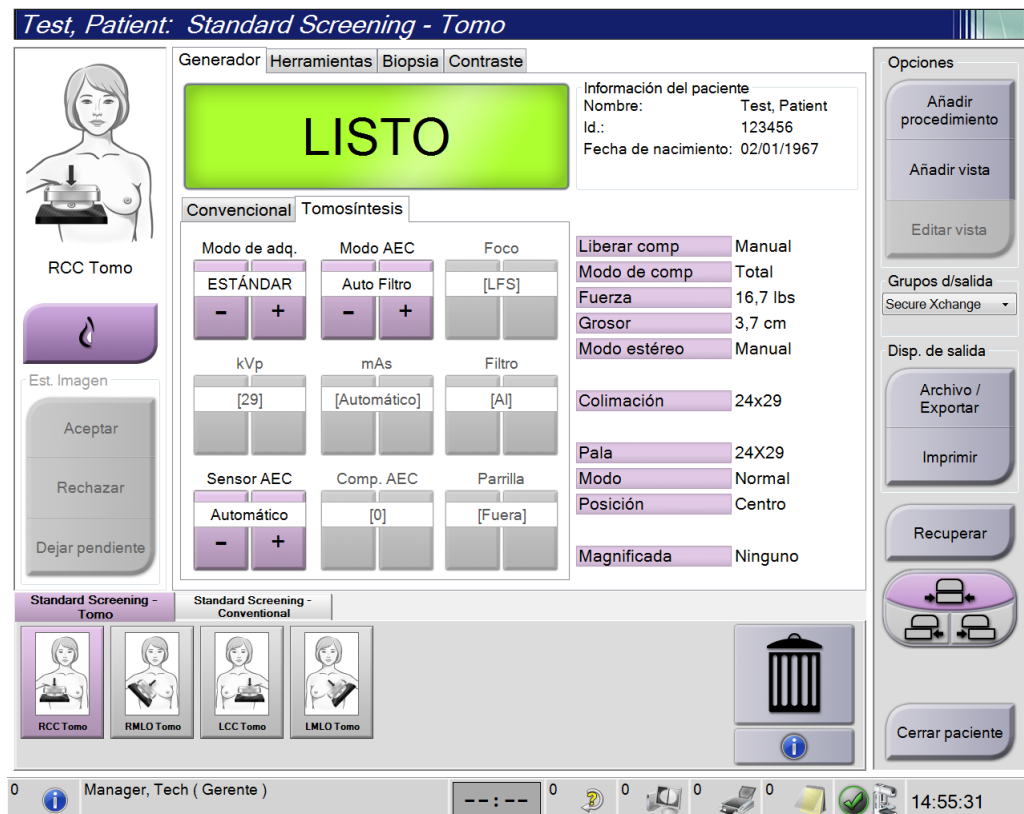 Test, Patient: Standard Screening - Tomo
RCC Tomo
Est. Imagen
Aceptar
Rechazar
Dejar pendiente
Generador
Herramientas
Biopsia
Contraste
LISTO
Información del paciente
Nombre: Test, Patient
Id.: 123456
Fecha de nacimiento: 02/01/1967
Convencional
Tomosíntesis
Modo de adq. Modo AEC Foco
ESTÁNDAR Auto Filtro [LFS]
- + - +
kVp mAs Filtro
[29] [Automático] [Al]
Sensor AEC Comp. AEC Parrilla
Automático [0] [Fuera]
- +
Liberar comp Manual
Modo de comp Total
Fuerza 16,7 lbs
Grosor 3,7 cm
Modo estéreo Manual
Colimación 24x29
Pala 24X29
Modo Normal
Posición Centro
Magnificada Ninguno
Opciones
Añadir
procedimiento
Añadir vista
Editar vista
Grupos d/salida
Secure Xchange
Disp. de salida
Archivo /
Exportar
Imprimir
Recuperar
Cerrar paciente
Standard Screening -
Tomo
Standard Screening -
Conventional
RCC Tomo
RMLO Tomo
LCC Tomo
LMLO Tomo
0 Manager, Tech ( Gerente ) --:-- 0 0 0 0 14:55:31